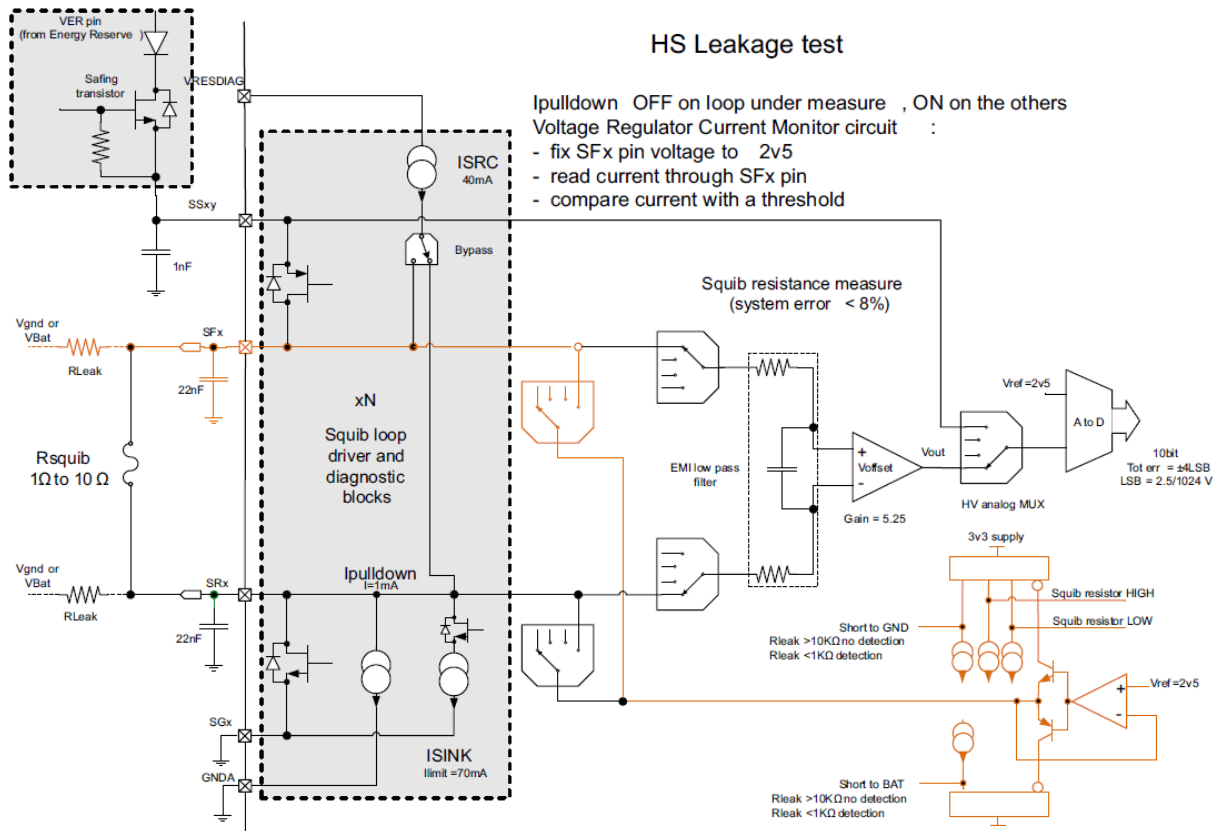 VER pin
(from Energy Reserve )
Safing
transistor
VRESDIAG
HS Leakage test
Ipulldown OFF on loop under measure , ON on the others
Voltage Regulator Current Monitor circuit :
- fix SFx pin voltage to 2v5
- read current through SFx pin
- compare current with a threshold
ISRC
40mA
SSxy
1nF
Bypass
Squib resistance measure
(system error < 8%)
Vgnd or
VBat
SFx
RLeak
22nF
xN
Squib loop
driver and
diagnostic
blocks
Rsquib
1Ω to 10 Ω
EMI low pass
filter
+
Voffset
-
Gain = 5.25
Vout
HV analog MUX
Vref=2v5
A to D
10bit
Tot err = ±4LSB
LSB = 2.5/1024 V
Vgnd or
VBat
SRx
RLeak
22nF
Ipulldown
I=1mA
3v3 supply
Squib resistor HIGH
Squib resistor LOW
Short to GND
Rleak >10KΩ no detection
Rleak <1KΩ detection
+
Vref=2v5
-
SGx
GNDA
ISINK
Ilimit =70mA
Short to BAT
Rleak >10KΩ no detection
Rleak <1KΩ detection